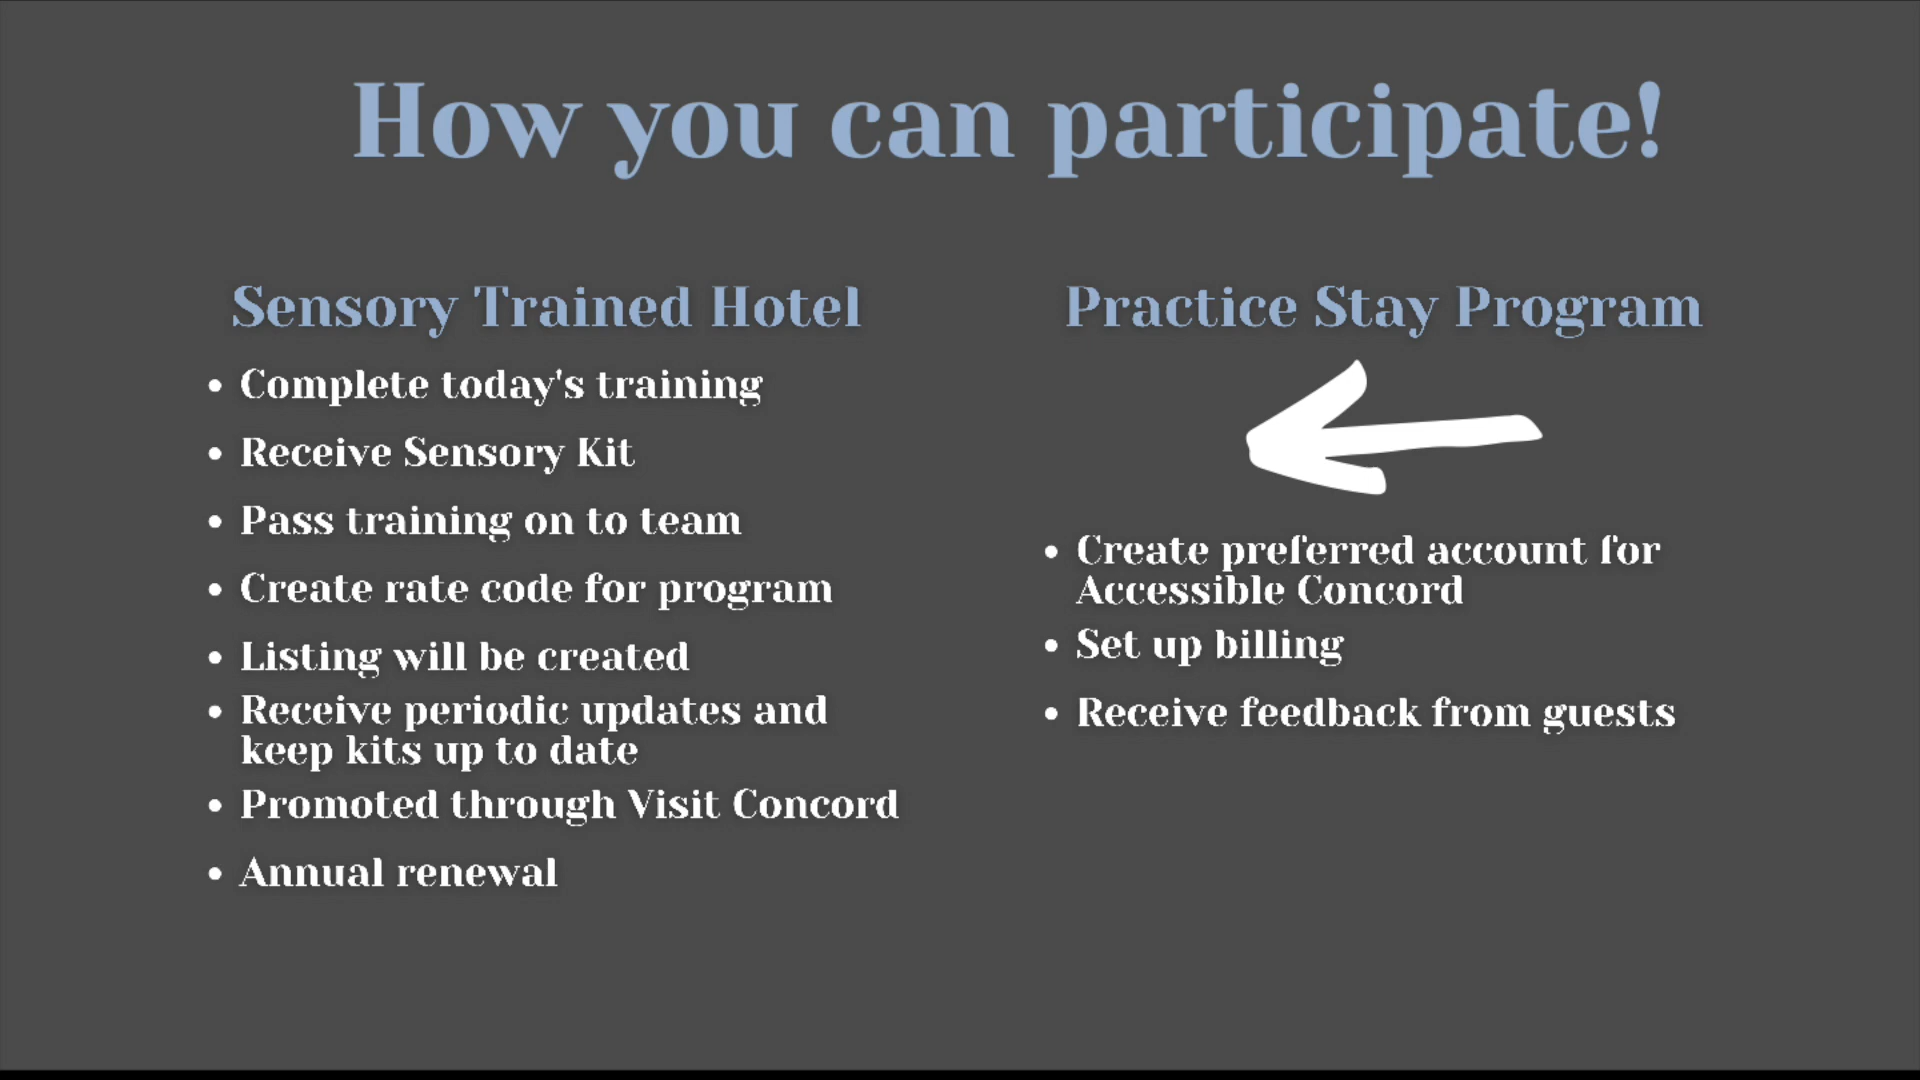 How you can participate!
Sensory Trained Hotel
• Complete today's training
• Receive Sensory Kit
• Pass training on to team
• Create rate code for program
• Listing will be created
• Receive periodic updates and
keep kits up to date
• Promoted through Visit Concord
• Annual renewal
Practice Stay Program
• Create preferred account for
Accessible Concord
• Set up billing
• Receive feedback from guests